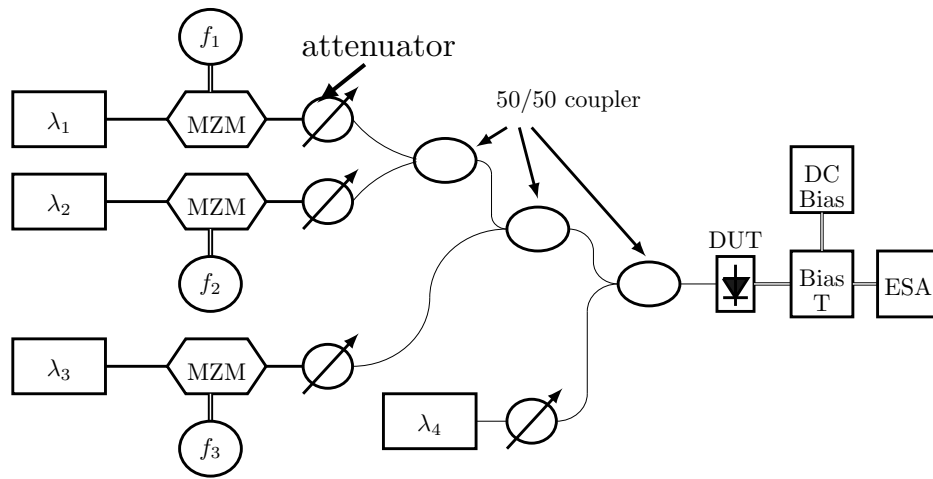 f₁
attenuator
λ₁
MZM
50/50 coupler
λ₂
MZM
DC
Bias
f₂
DUT
Bias
T
ESA
λ₃
MZM
λ₄
f₃